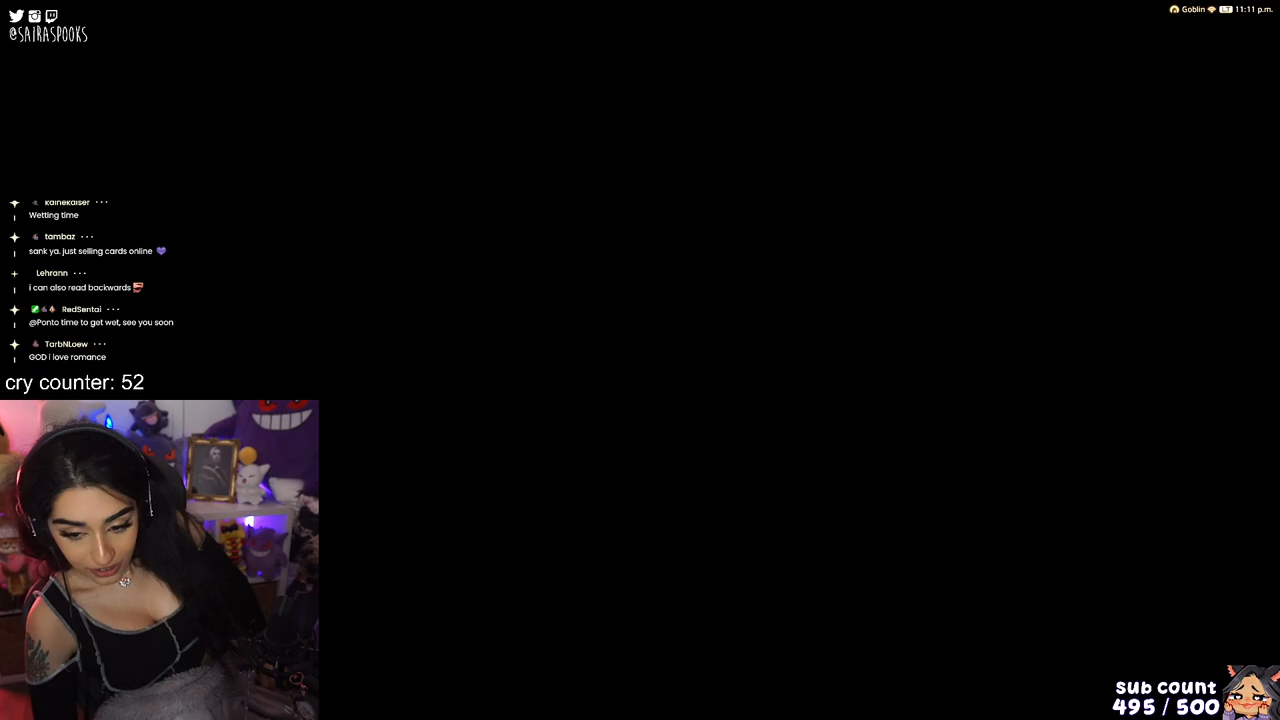 @SAIRASPOOKS
Goblin LT 11:11 p.m.
kainekaiser ···
Wetting time
tambaz ···
sank ya. just selling cards online
Lehrann ···
i can also read backwards
RedSentai ···
@Ponto time to get wet, see you soon
TarbNLoew ···
GOD i love romance
cry counter: 52
sub count
495 / 500